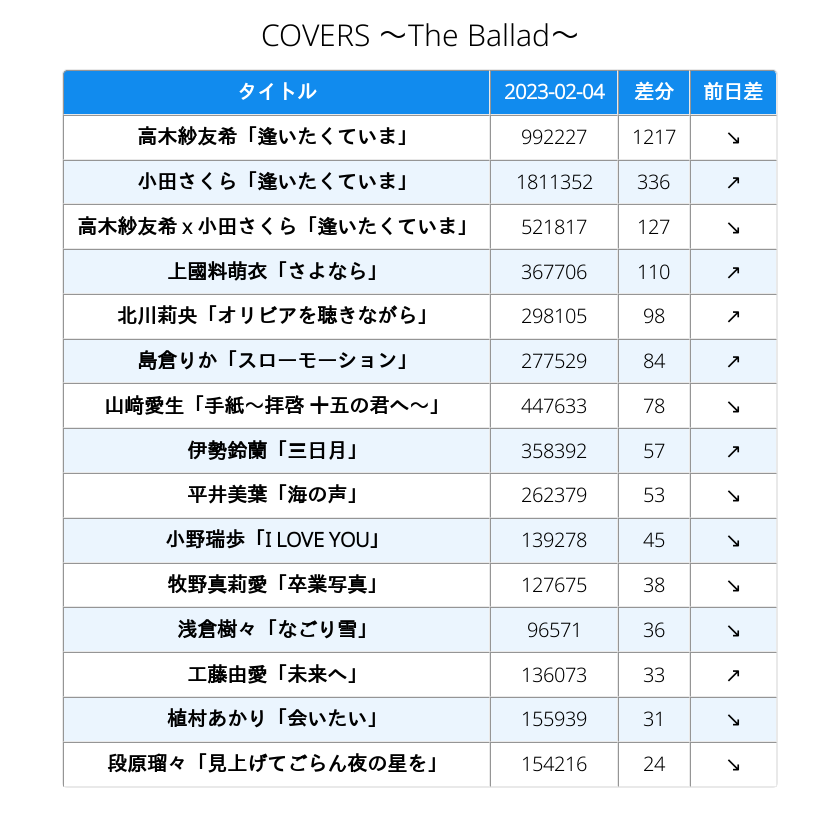 COVERS 〜The Ballad〜
タイトル 2023-02-04 差分 前日差
高木紗友希「逢いたくていま」 992227 1217 ↘
小田さくら「逢いたくていま」 1811352 336 ↗
高木紗友希 x 小田さくら「逢いたくていま」 521817 127 ↘
上國料萌衣「さよなら」 367706 110 ↗
北川莉央「オリビアを聴きながら」 298105 98 ↗
島倉りか「スローモーション」 277529 84 ↗
山﨑愛生「手紙〜拝啓 十五の君へ〜」 447633 78 ↘
伊勢鈴蘭「三日月」 358392 57 ↗
平井美葉「海の声」 262379 53 ↘
小野瑞歩「I LOVE YOU」 139278 45 ↘
牧野真莉愛「卒業写真」 127675 38 ↘
浅倉樹々「なごり雪」 96571 36 ↘
工藤由愛「未来へ」 136073 33 ↗
植村あかり「会いたい」 155939 31 ↘
段原瑠々「見上げてごらん夜の星を」 154216 24 ↘